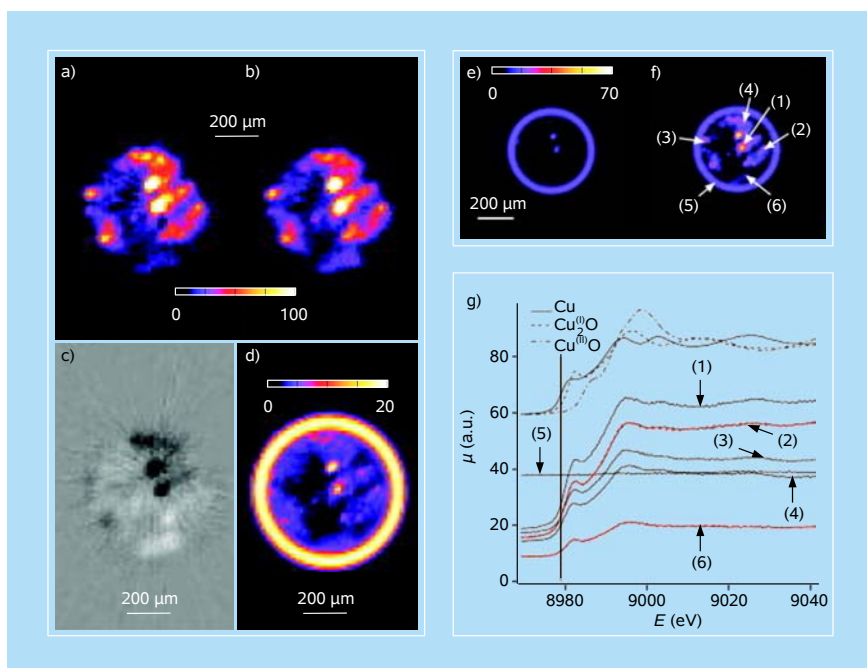 a)
b)
200 μm
0 100
c)
200 μm
d)
0 20
200 μm
e)
0 70
200 μm
f)
(4)
(1)
(2)
(3)
(5)
(6)
g)
Cu
Cu₂⁽ᴵ⁾O
Cu⁽ᴵᴵ⁾O
80
60
40
20
0
μ (a.u.)
(1)
(5)
(2)
(3)
(4)
(6)
8980 9000 9020 9040
E (eV)